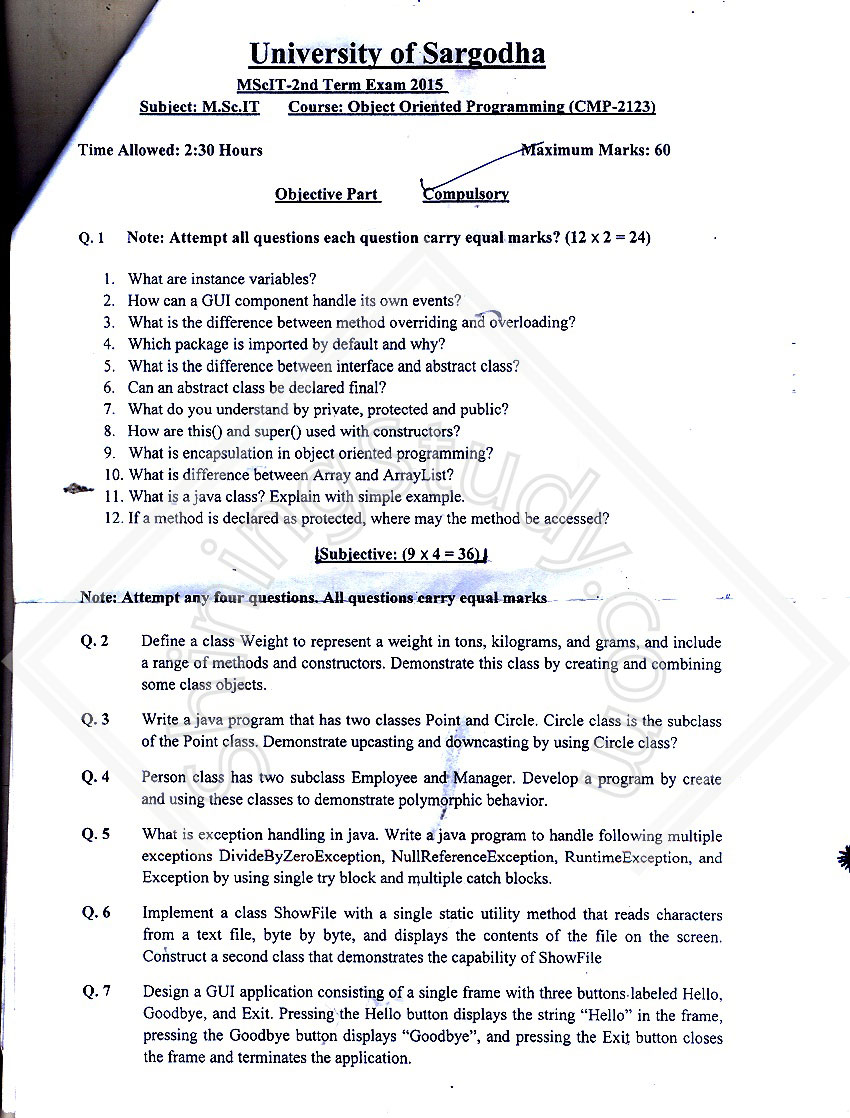 University of Sargodha
MScIT-2nd Term Exam 2015
Subject: M.Sc.IT Course: Object Oriented Programming (CMP-2123)
Time Allowed: 2:30 Hours Maximum Marks: 60
Objective Part Compulsory
Q. 1 Note: Attempt all questions each question carry equal marks? (12 x 2 = 24)
1. What are instance variables?
2. How can a GUI component handle its own events?
3. What is the difference between method overriding and overloading?
4. Which package is imported by default and why?
5. What is the difference between interface and abstract class?
6. Can an abstract class be declared final?
7. What do you understand by private, protected and public?
8. How are this() and super() used with constructors?
9. What is encapsulation in object oriented programming?
10. What is difference between Array and ArrayList?
11. What is a java class? Explain with simple example.
12. If a method is declared as protected, where may the method be accessed?
Subjective: (9 x 4 = 36)
Note: Attempt any four questions. All questions carry equal marks
Q. 2 Define a class Weight to represent a weight in tons, kilograms, and grams, and include
a range of methods and constructors. Demonstrate this class by creating and combining
some class objects.
Q. 3 Write a java program that has two classes Point and Circle. Circle class is the subclass
of the Point class. Demonstrate upcasting and downcasting by using Circle class?
Q. 4 Person class has two subclass Employee and Manager. Develop a program by create
and using these classes to demonstrate polymorphic behavior.
Q. 5 What is exception handling in java. Write a java program to handle following multiple
exceptions DivideByZeroException, NullReferenceException, RuntimeException, and
Exception by using single try block and multiple catch blocks.
Q. 6 Implement a class ShowFile with a single static utility method that reads characters
from a text file, byte by byte, and displays the contents of the file on the screen.
Construct a second class that demonstrates the capability of ShowFile
Q. 7 Design a GUI application consisting of a single frame with three buttons labeled Hello,
Goodbye, and Exit. Pressing the Hello button displays the string “Hello” in the frame,
pressing the Goodbye button displays “Goodbye”, and pressing the Exit button closes
the frame and terminates the application.
ShiningStudy.com